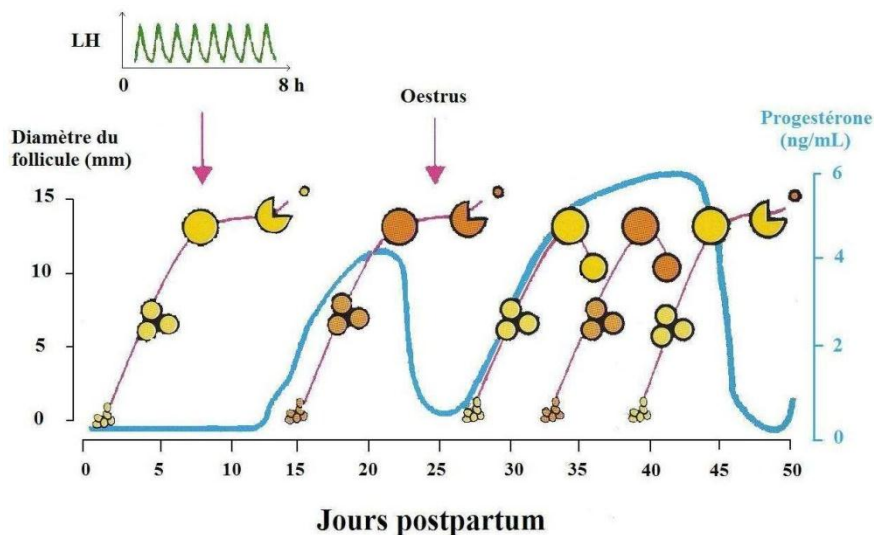 LH
0
8 h
Oestrus
Diamètre du
follicule (mm)
Progestérone
(ng/mL)
15
10
5
0
6
4
2
0
0
5
10
15
20
25
30
35
40
45
50
Jours postpartum